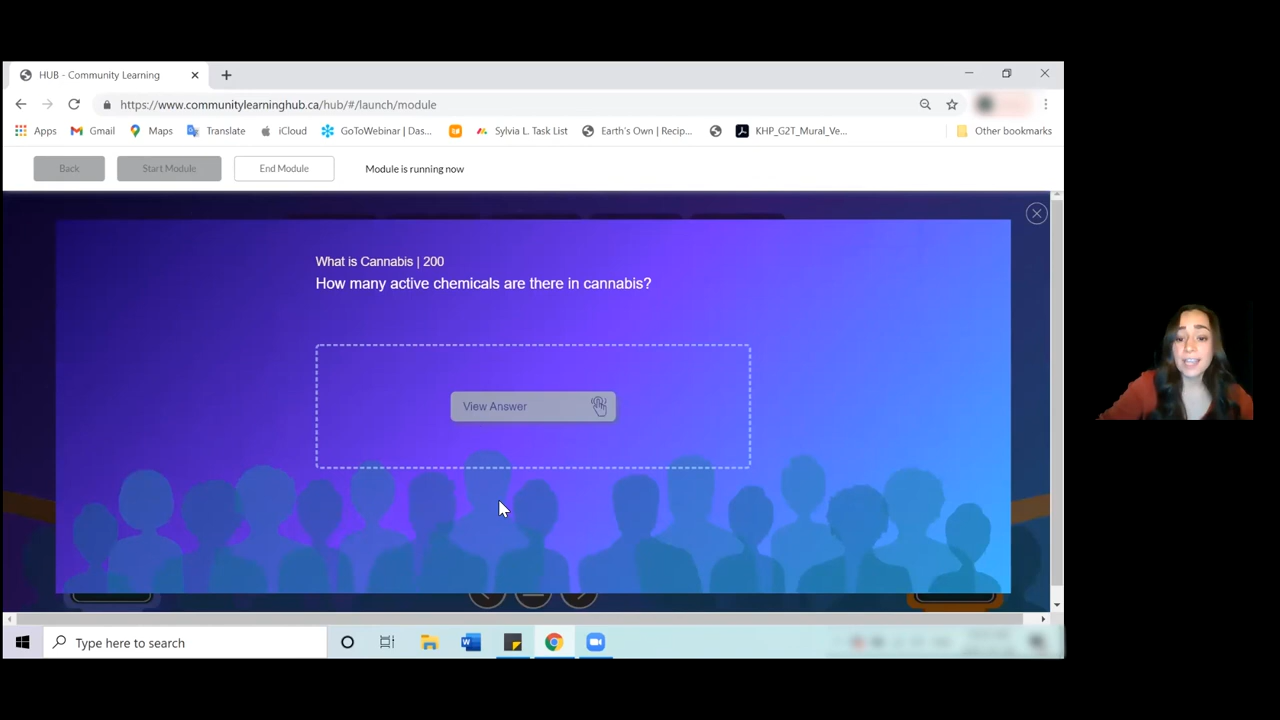 HUB - Community Learning
https://www.communitylearninghub.ca/hub/#/launch/module
Apps Gmail Maps Translate iCloud GoToWebinar | Das... Sylvia L. Task List Earth's Own | Recip... KHP_G2T_Mural_Ve... Other bookmarks
Back Start Module End Module Module is running now
What is Cannabis | 200
How many active chemicals are there in cannabis?
View Answer
Type here to search